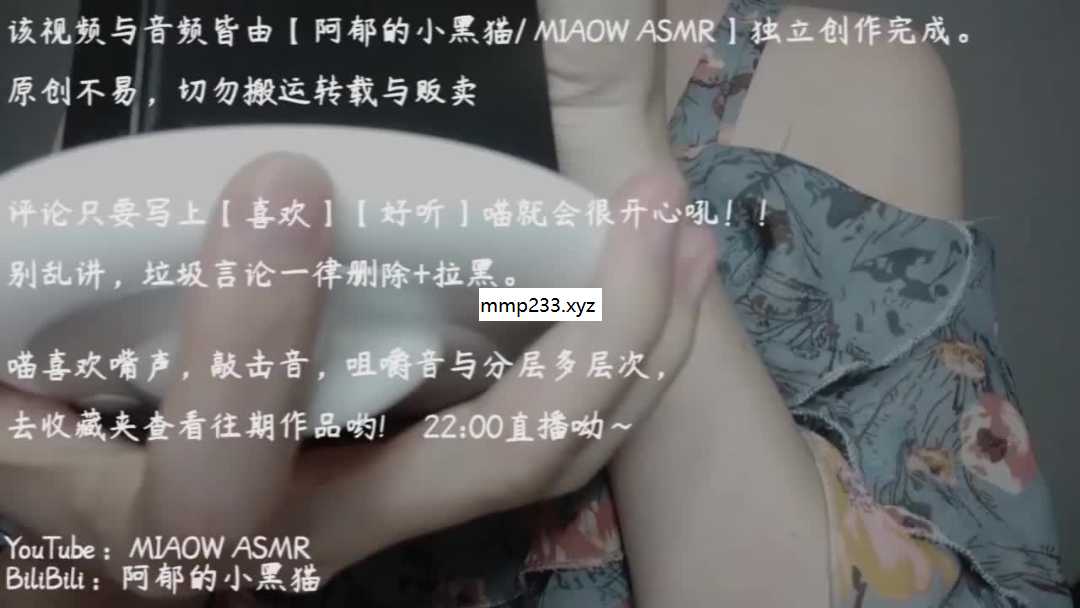 该视频与音频皆由【阿郁的小黑猫/ MIAOW ASMR】独立创作完成。
原创不易，切勿搬运转载与贩卖
评论只要写上【喜欢】【好听】喵就会很开心吼！！
别乱讲，垃圾言论一律删除+拉黑。
mmp233.xyz
喵喜欢嘴声，敲击音，咀嚼音与分层多层次，
去收藏夹查看往期作品哟! 22:00直播呦~
YouTube：MIAOW ASMR
BiliBili：阿郁的小黑猫